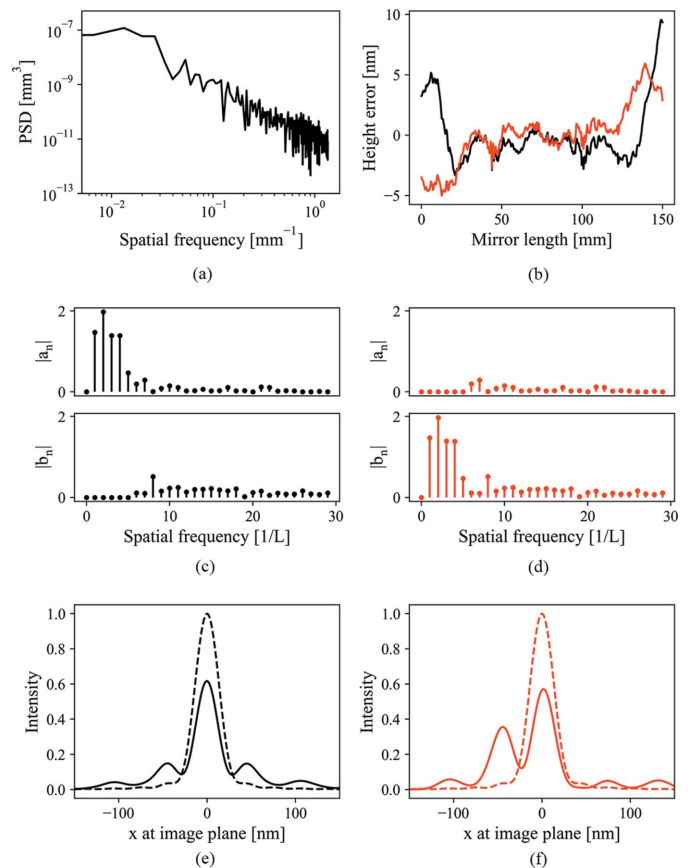 10⁻⁷
10⁻⁹
10⁻¹¹
10⁻¹³
PSD [mm³]
10⁻² 10⁻¹ 10⁰
Spatial frequency [mm⁻¹]
(a)
10
5
0
−5
Height error [nm]
0 50 100 150
Mirror length [mm]
(b)
2
0
|aₙ|
2
0
|bₙ|
0 10 20 30
Spatial frequency [1/L]
(c)
2
0
|aₙ|
2
0
|bₙ|
0 10 20 30
Spatial frequency [1/L]
(d)
1.0
0.8
0.6
0.4
0.2
0.0
Intensity
−100 0 100
x at image plane [nm]
(e)
1.0
0.8
0.6
0.4
0.2
0.0
Intensity
−100 0 100
x at image plane [nm]
(f)